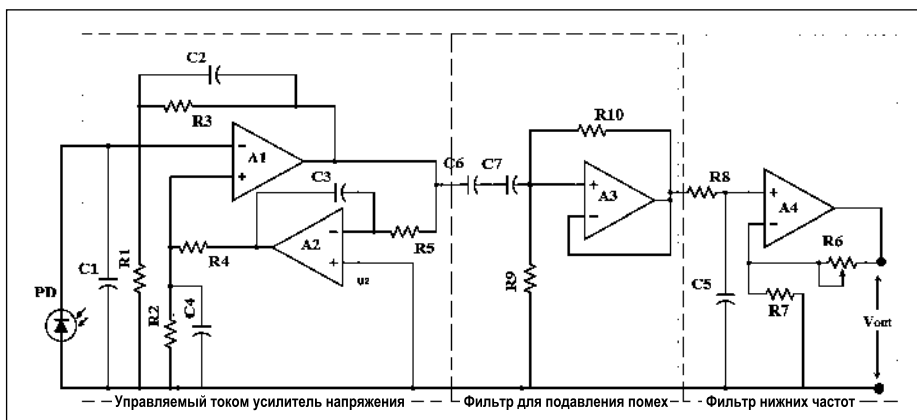 C2
R3
R10
A1
C3
C6
C7
A3
R8
A4
R1
R4
A2
R5
U2
R6
C1
R9
C5
R7
PD
R2
C4
Vout
Управляемый током усилитель напряжения
Фильтр для подавления помех
Фильтр нижних частот